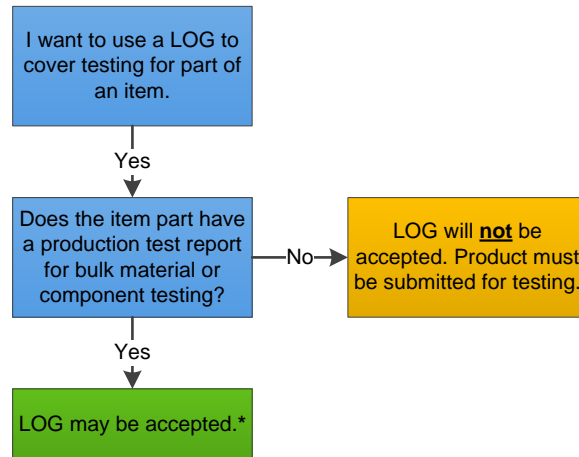 I want to use a LOG to
cover testing for part of
an item.
Yes
Does the item part have
a production test report
for bulk material or
component testing?
No
LOG will not be
accepted. Product must
be submitted for testing.
Yes
LOG may be accepted.*